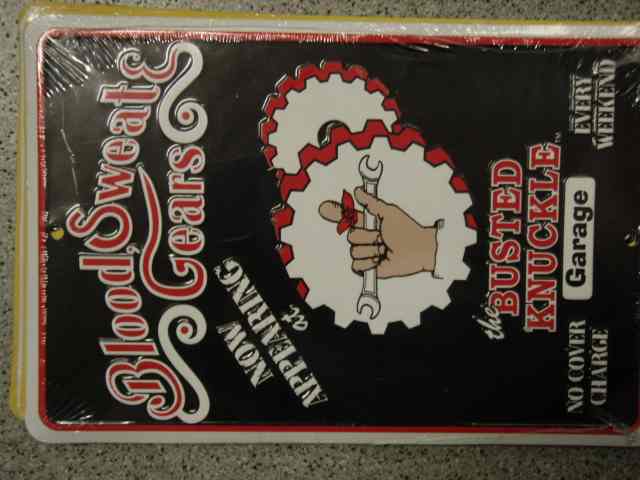 Blood, Sweat &
Gears
NOW
APPEARING
at
the BUSTED
KNUCKLE™
Garage
NO COVER
CHARGE
EVERY
WEEKEND